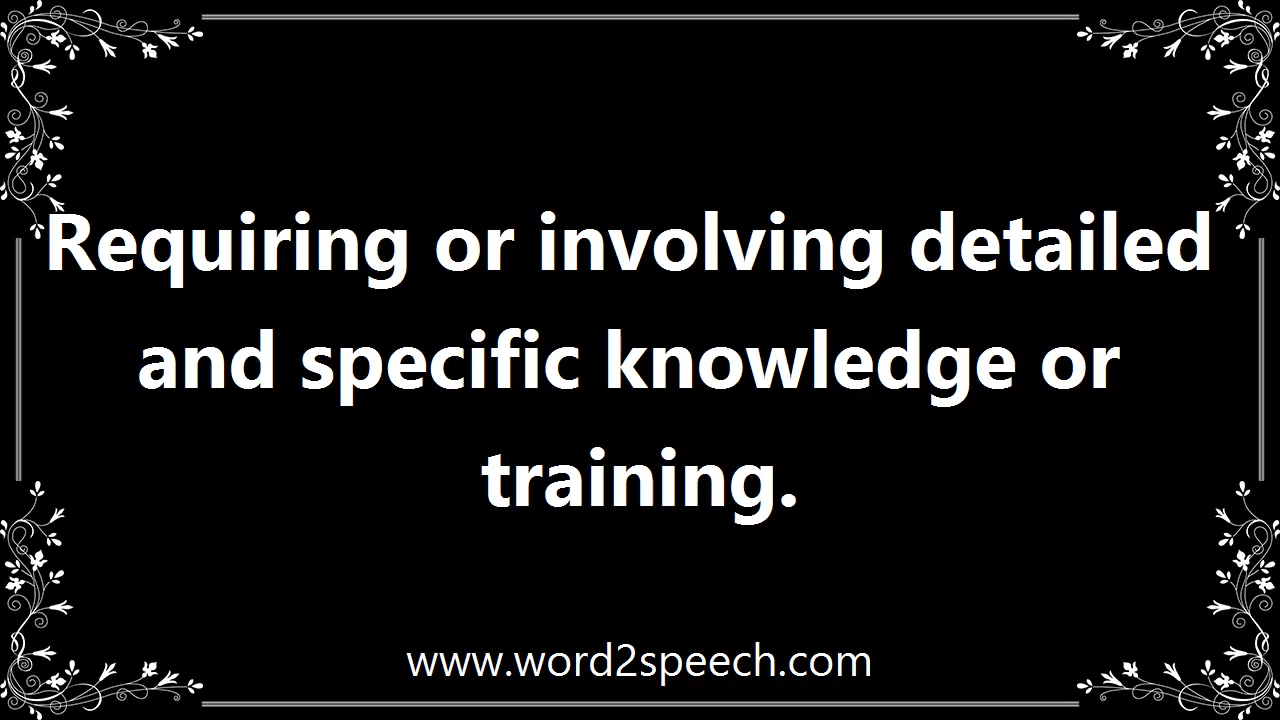 Requiring or involving detailed
and specific knowledge or
training.
www.word2speech.com